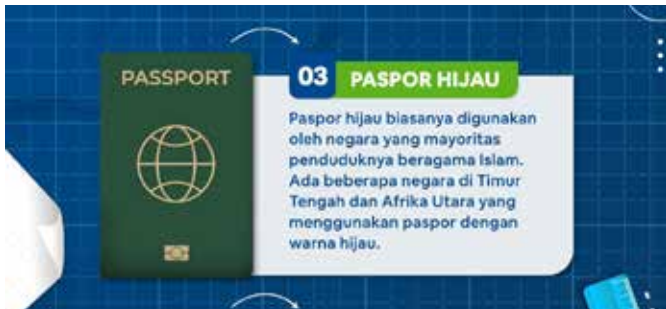 PASSPORT
03 PASPOR HIJAU
Paspor hijau biasanya digunakan
oleh negara yang mayoritas
penduduknya beragama Islam.
Ada beberapa negara di Timur
Tengah dan Afrika Utara yang
menggunakan paspor dengan
warna hijau.